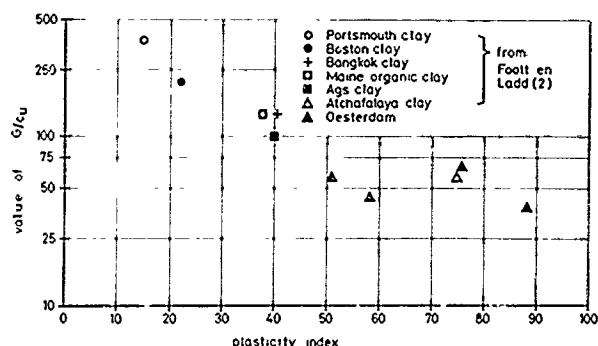 500
250
100
75
50
25
10
value of G/cu
0 10 20 30 40 50 60 70 80 90 100
plasticity index
Portsmouth clay
Boston clay
Bangkok clay
Maine organic clay
Ags clay
Atchafalaya clay
Oesterdam
from
Foott en
Ladd (2)